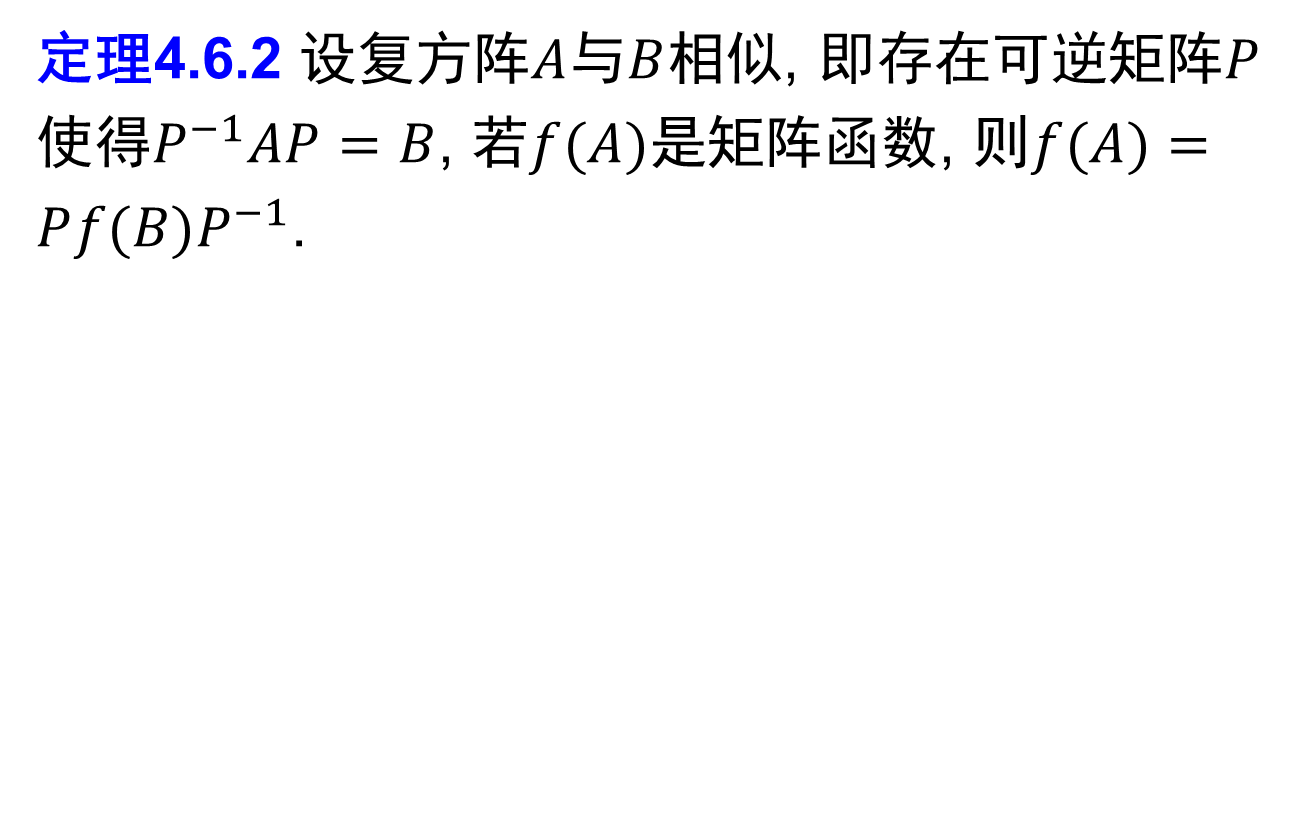 定理4.6.2 设复方阵A与B相似, 即存在可逆矩阵P
使得P⁻¹AP = B, 若f(A)是矩阵函数, 则f(A) =
Pf(B)P⁻¹.